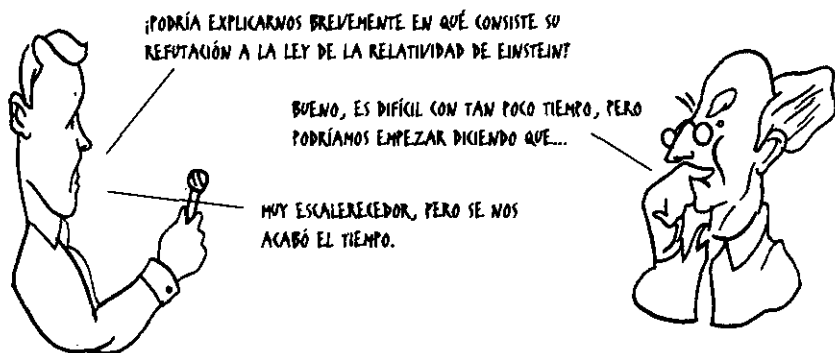 ¿PODRÍA EXPLICARNOS BREVEMENTE EN QUÉ CONSISTE SU
REFUTACIÓN A LA LEY DE LA RELATIVIDAD DE EINSTEIN?
BUENO, ES DIFÍCIL CON TAN POCO TIEMPO, PERO
PODRÍAMOS EMPEZAR DICIENDO QUE...
MUY ESCALERECEDOR, PERO SE NOS
ACABÓ EL TIEMPO.